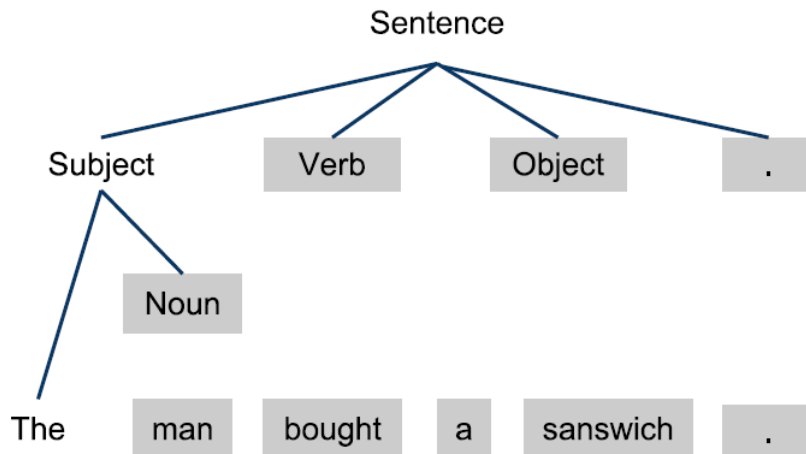 Sentence
Subject Verb Object .
Noun
The man bought a sanswich .